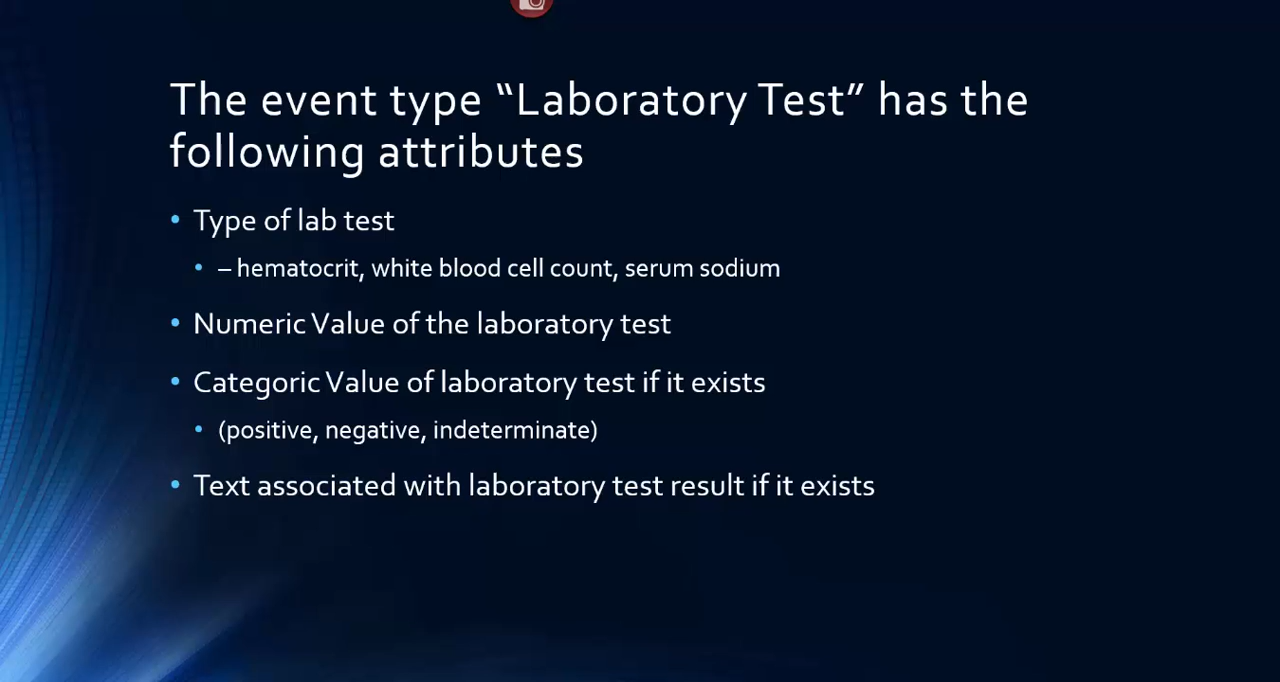 The event type “Laboratory Test” has the
following attributes
• Type of lab test
• – hematocrit, white blood cell count, serum sodium
• Numeric Value of the laboratory test
• Categoric Value of laboratory test if it exists
• (positive, negative, indeterminate)
• Text associated with laboratory test result if it exists